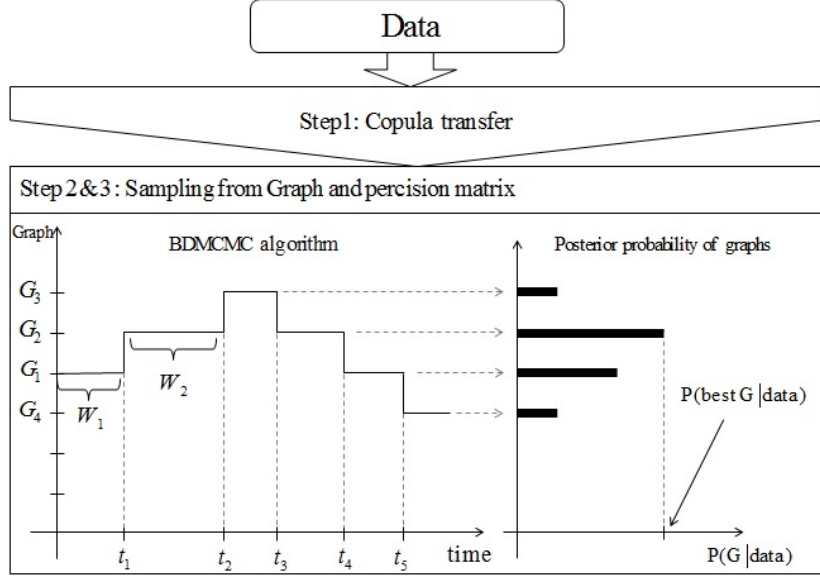 Data
Step1: Copula transfer
Step 2&3: Sampling from Graph and percision matrix
Graph
BDMCMC algorithm
Posterior probability of graphs
G₃
G₂
G₁
G₄
W₁
W₂
P(best G|data)
t₁
t₂
t₃
t₄
t₅
time
P(G|data)